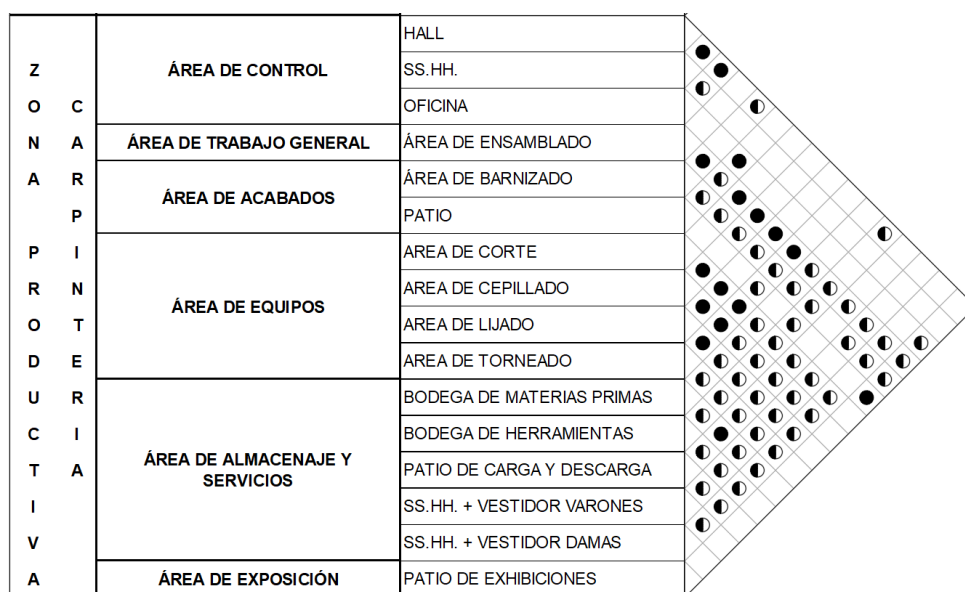 ZONA PRODUCTIVA
CARPINTERIA
ÁREA DE CONTROL
HALL
SS.HH.
OFICINA
ÁREA DE TRABAJO GENERAL
ÁREA DE ENSAMBLADO
ÁREA DE ACABADOS
ÁREA DE BARNIZADO
PATIO
ÁREA DE EQUIPOS
AREA DE CORTE
AREA DE CEPILLADO
AREA DE LIJADO
AREA DE TORNEADO
ÁREA DE ALMACENAJE Y
SERVICIOS
BODEGA DE MATERIAS PRIMAS
BODEGA DE HERRAMIENTAS
PATIO DE CARGA Y DESCARGA
SS.HH. + VESTIDOR VARONES
SS.HH. + VESTIDOR DAMAS
ÁREA DE EXPOSICIÓN
PATIO DE EXHIBICIONES